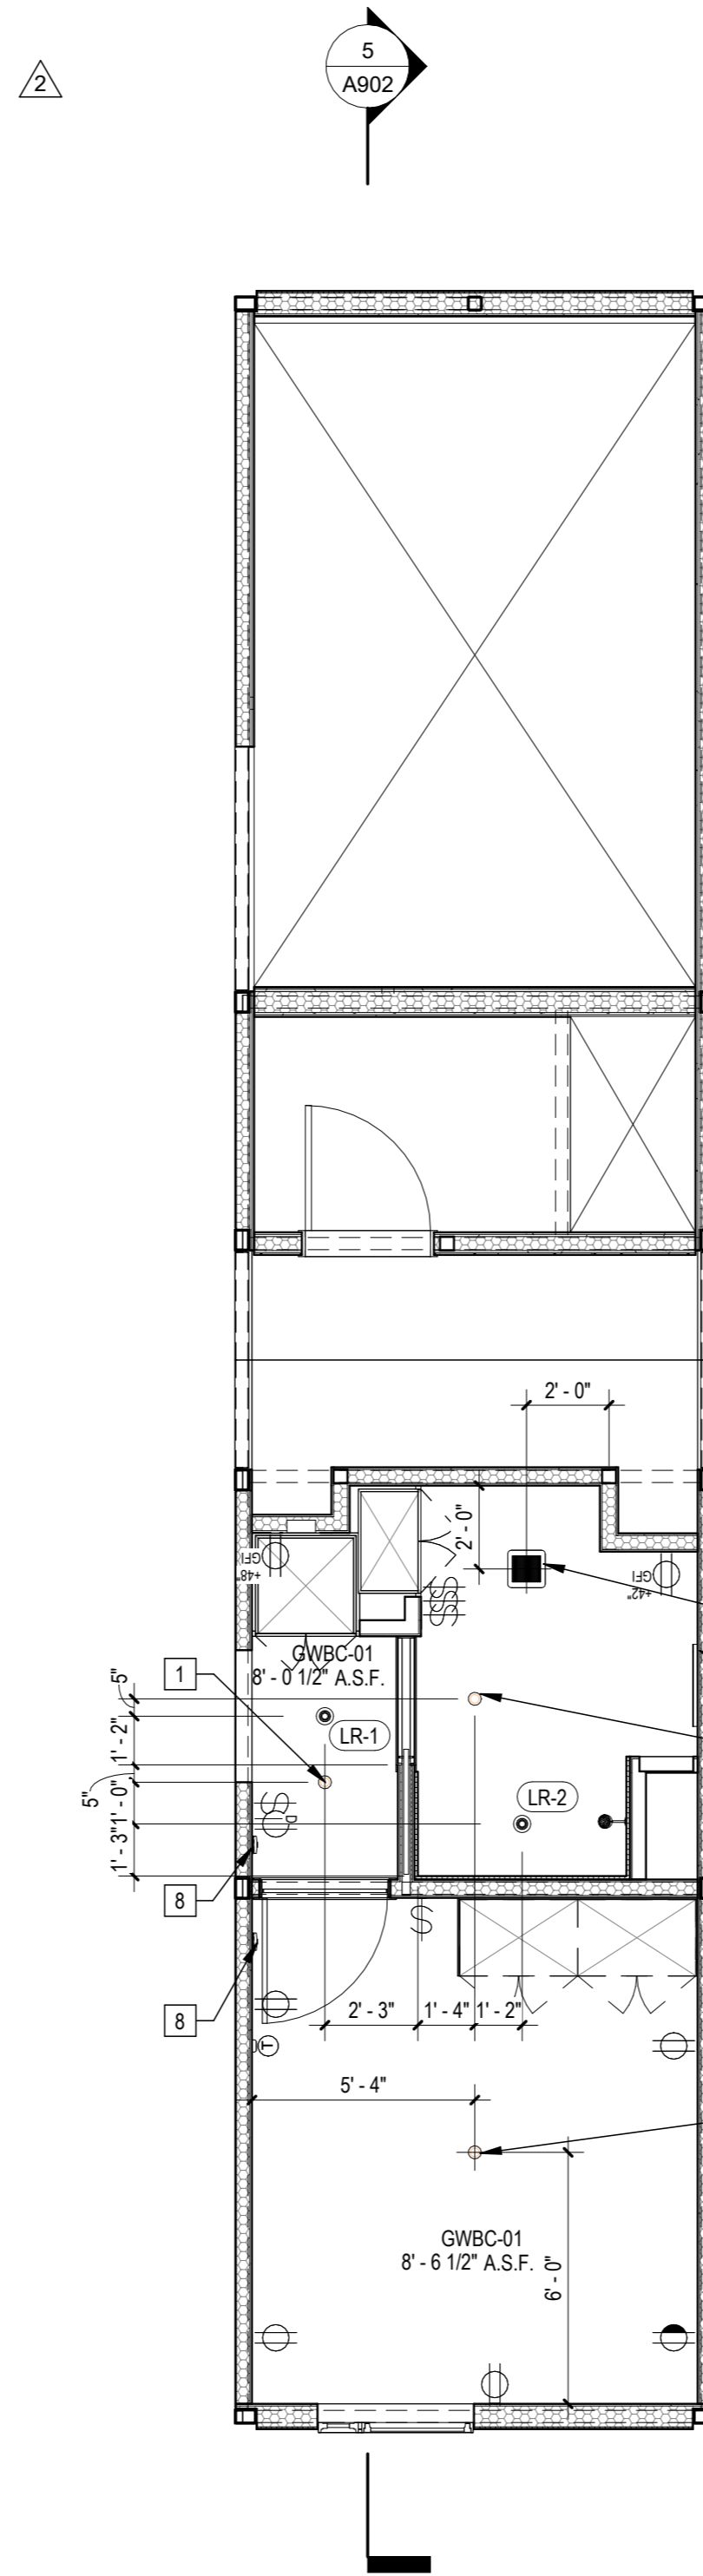 5
A902
2
2' - 0"
2' - 0"
GFI
+48"
GFI
+42"
SSS
GWBC-01
8' - 0 1/2" A.S.F.
1
5"
1' - 2"
5"
1' - 0"
1' - 3"
LR-1
LR-2
S
D
8
S
8
2' - 3"
1' - 4"
1' - 2"
T
5' - 4"
GWBC-01
8' - 6 1/2" A.S.F.
6' - 0"